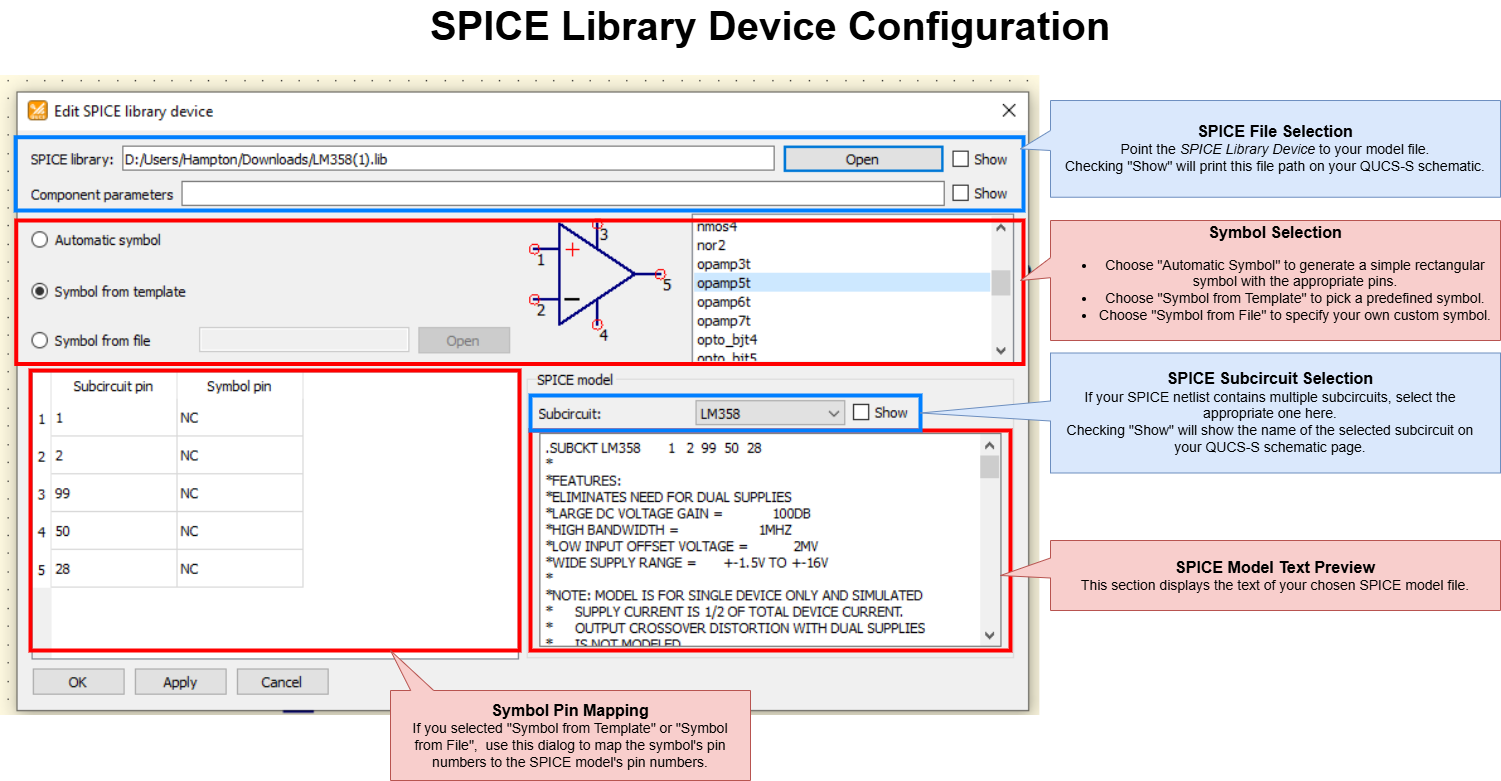 SPICE Library Device Configuration
Edit SPICE library device
SPICE library: D:/Users/Hampton/Downloads/LM358(1).lib Open Show
Component parameters Show
Automatic symbol
Symbol from template
Symbol from file Open
+
3
1
5
2
4
nmos4
nor2
opamp3t
opamp5t
opamp6t
opamp7t
opto_bjt4
opto_bjt5
Subcircuit pin Symbol pin
1 1 NC
2 2 NC
3 99 NC
4 50 NC
5 28 NC
SPICE model
Subcircuit: LM358 Show
.SUBCKT LM358 1 2 99 50 28
*
*FEATURES:
*ELIMINATES NEED FOR DUAL SUPPLIES
*LARGE DC VOLTAGE GAIN = 100DB
*HIGH BANDWIDTH = 1MHZ
*LOW INPUT OFFSET VOLTAGE = 2MV
*WIDE SUPPLY RANGE = +-1.5V TO +-16V
*
*NOTE: MODEL IS FOR SINGLE DEVICE ONLY AND SIMULATED
* SUPPLY CURRENT IS 1/2 OF TOTAL DEVICE CURRENT.
* OUTPUT CROSSOVER DISTORTION WITH DUAL SUPPLIES
* IS NOT MODELED
OK Apply Cancel
SPICE File Selection
Point the SPICE Library Device to your model file.
Checking "Show" will print this file path on your QUCS-S schematic.
Symbol Selection
• Choose "Automatic Symbol" to generate a simple rectangular
symbol with the appropriate pins.
• Choose "Symbol from Template" to pick a predefined symbol.
• Choose "Symbol from File" to specify your own custom symbol.
SPICE Subcircuit Selection
If your SPICE netlist contains multiple subcircuits, select the
appropriate one here.
Checking "Show" will show the name of the selected subcircuit on
your QUCS-S schematic page.
SPICE Model Text Preview
This section displays the text of your chosen SPICE model file.
Symbol Pin Mapping
If you selected "Symbol from Template" or "Symbol
from File", use this dialog to map the symbol's pin
numbers to the SPICE model's pin numbers.